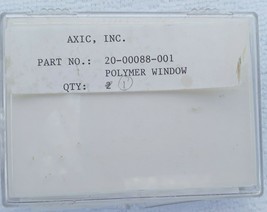 AXIC, INC.
PART NO.: 20-00088-001
POLYMER WINDOW
QTY: 2 1